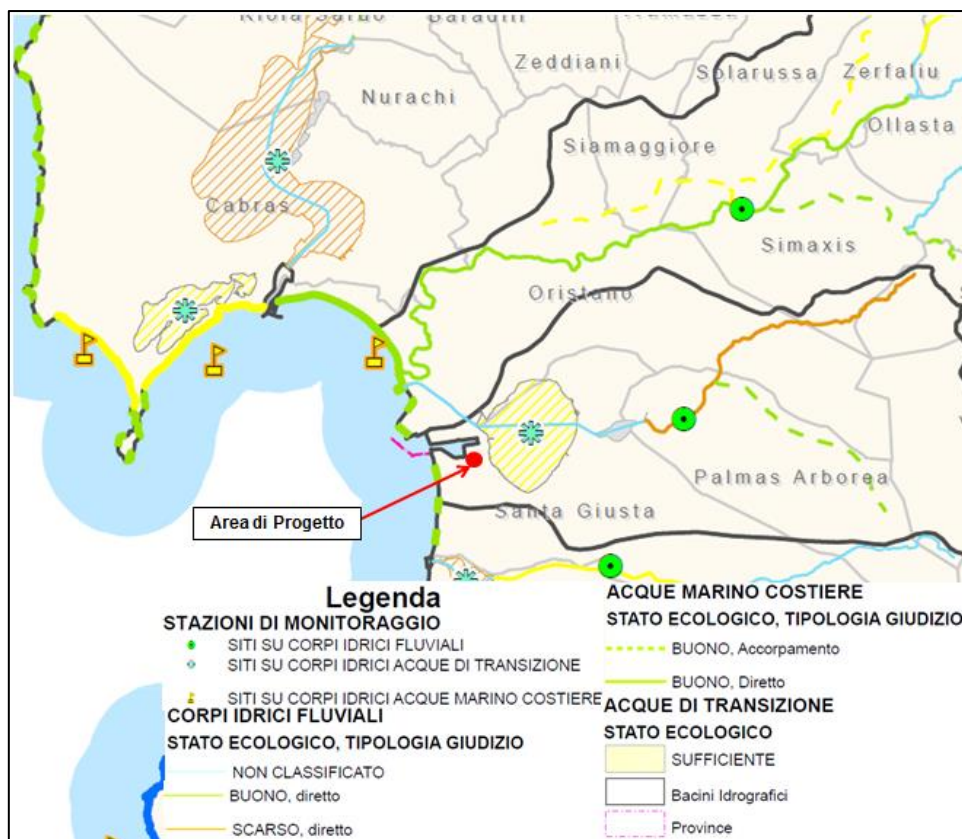 Nurachi
Zeddiani
Solarussa
Zerfaliu
Ollasta
Siamaggiore
Cabras
Simaxis
Oristano
Palmas Arborea
Santa Giusta
Area di Progetto
Legenda
STAZIONI DI MONITORAGGIO
SITI SU CORPI IDRICI FLUVIALI
SITI SU CORPI IDRICI ACQUE DI TRANSIZIONE
SITI SU CORPI IDRICI ACQUE MARINO COSTIERE
CORPI IDRICI FLUVIALI
STATO ECOLOGICO, TIPOLOGIA GIUDIZIO
NON CLASSIFICATO
BUONO, diretto
SCARSO, diretto
ACQUE MARINO COSTIERE
STATO ECOLOGICO, TIPOLOGIA GIUDIZIO
BUONO, Accorpamento
BUONO, Diretto
ACQUE DI TRANSIZIONE
STATO ECOLOGICO
SUFFICIENTE
Bacini Idrografici
Province